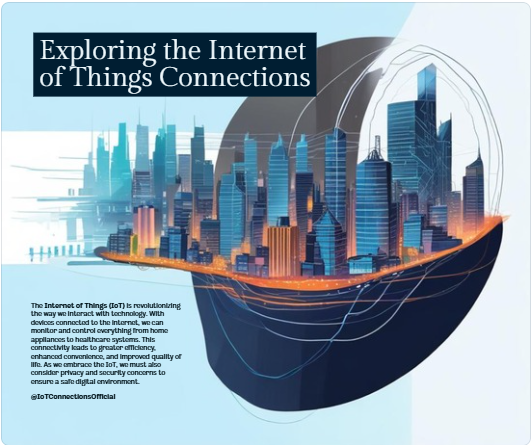 Exploring the Internet
of Things Connections
The Internet of Things (IoT) is revolutionizing
the way we interact with technology. With
devices connected to the internet, we can
monitor and control everything from home
appliances to healthcare systems. This
connectivity leads to greater efficiency,
enhanced convenience, and improved quality of
life. As we embrace the IoT, we must also
consider privacy and security concerns to
ensure a safe digital environment.
@IoTConnectionsOfficial